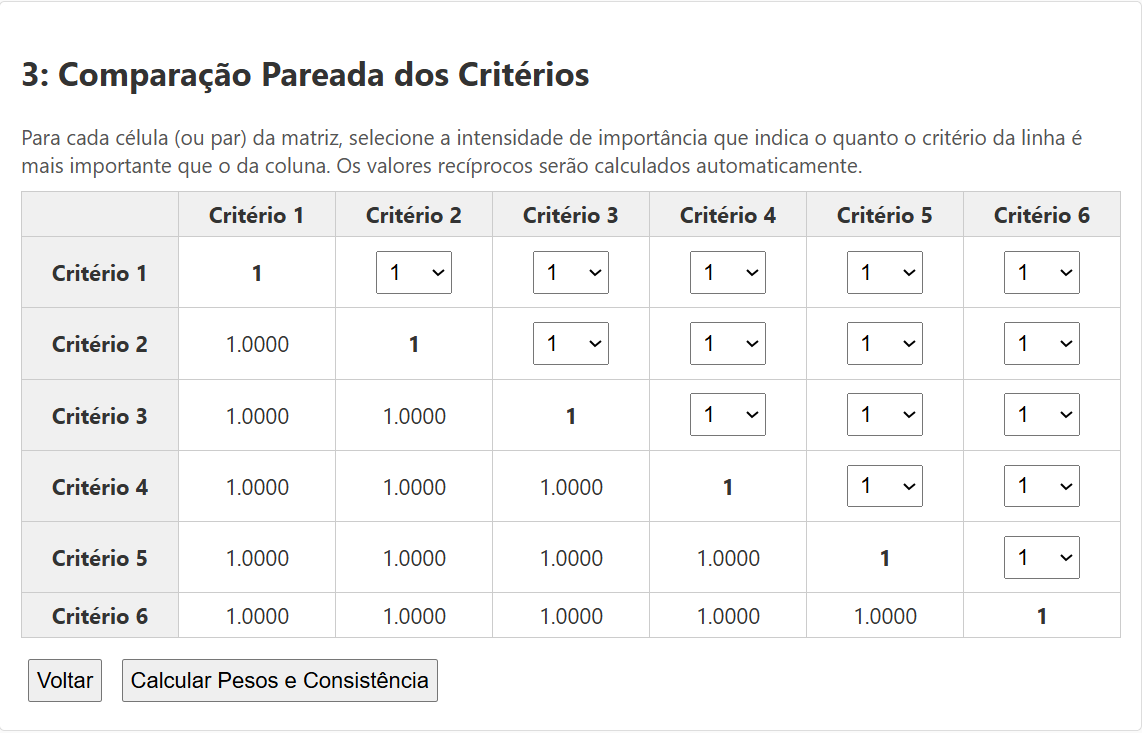 3: Comparação Pareada dos Critérios
Para cada célula (ou par) da matriz, selecione a intensidade de importância que indica o quanto o critério da linha é
mais importante que o da coluna. Os valores recíprocos serão calculados automaticamente.
Critério 1 Critério 2 Critério 3 Critério 4 Critério 5 Critério 6
Critério 1 1 1 1 1 1 1
Critério 2 1.0000 1 1 1 1 1
Critério 3 1.0000 1.0000 1 1 1 1
Critério 4 1.0000 1.0000 1.0000 1 1 1
Critério 5 1.0000 1.0000 1.0000 1.0000 1 1
Critério 6 1.0000 1.0000 1.0000 1.0000 1.0000 1
Voltar Calcular Pesos e Consistência